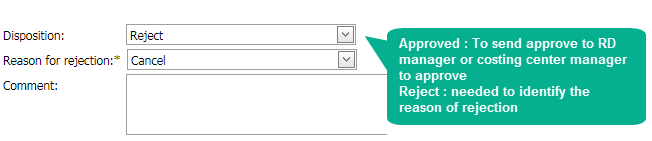 Disposition: Reject
Reason for rejection:* Cancel
Comment:
Approved : To send approve to RD
manager or costing center manager
to approve
Reject : needed to identify the
reason of rejection